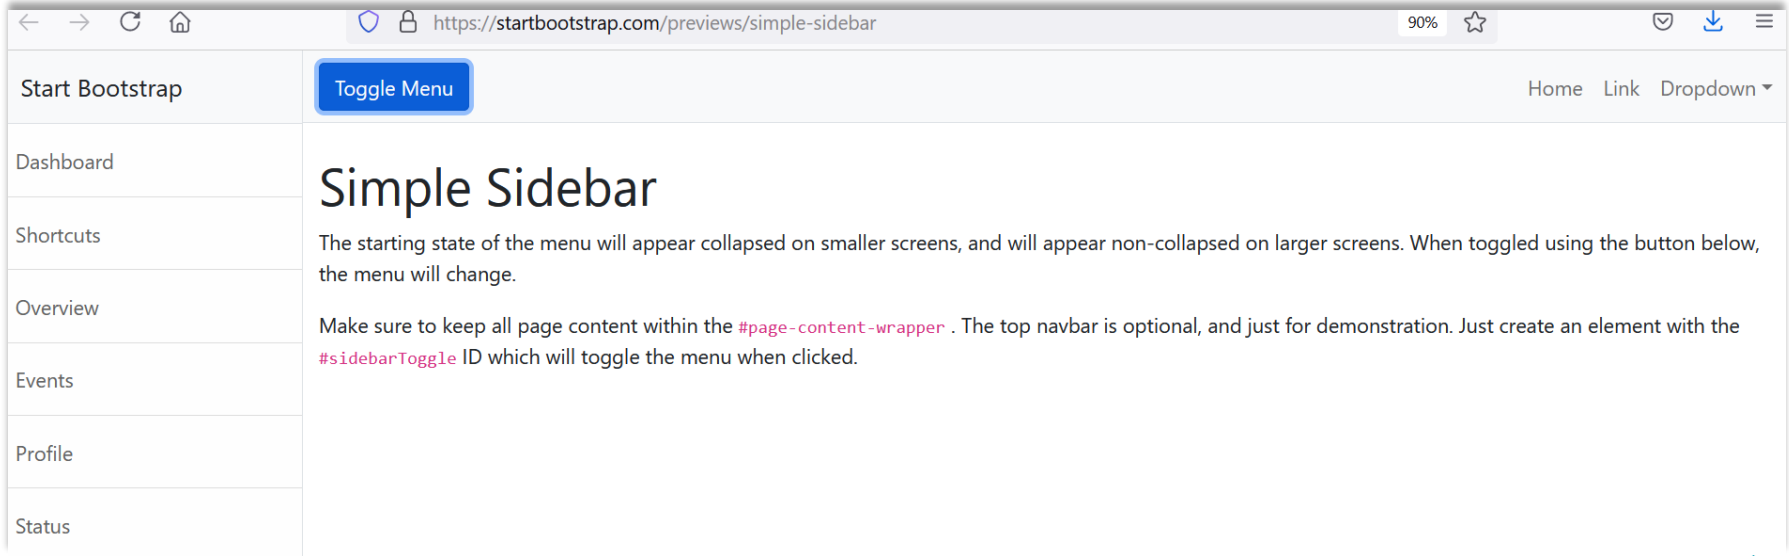 https://startbootstrap.com/previews/simple-sidebar 90%
Start Bootstrap
Toggle Menu
Home Link Dropdown
Dashboard
Shortcuts
Overview
Events
Profile
Status
Simple Sidebar
The starting state of the menu will appear collapsed on smaller screens, and will appear non-collapsed on larger screens. When toggled using the button below,
the menu will change.
Make sure to keep all page content within the #page-content-wrapper . The top navbar is optional, and just for demonstration. Just create an element with the
#sidebarToggle ID which will toggle the menu when clicked.